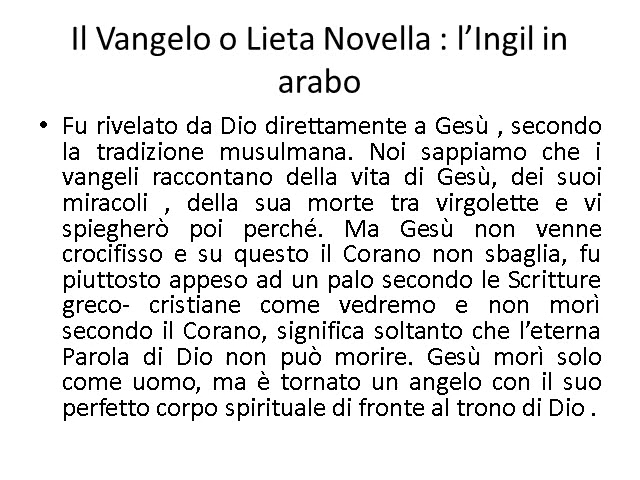 Il Vangelo o Lieta Novella : l’Ingil in
arabo
• Fu rivelato da Dio direttamente a Gesù , secondo
la tradizione musulmana. Noi sappiamo che i
vangeli raccontano della vita di Gesù, dei suoi
miracoli , della sua morte tra virgolette e vi
spiegherò poi perché. Ma Gesù non venne
crocifisso e su questo il Corano non sbaglia, fu
piuttosto appeso ad un palo secondo le Scritture
greco- cristiane come vedremo e non morì
secondo il Corano, significa soltanto che l’eterna
Parola di Dio non può morire. Gesù morì solo
come uomo, ma è tornato un angelo con il suo
perfetto corpo spirituale di fronte al trono di Dio .